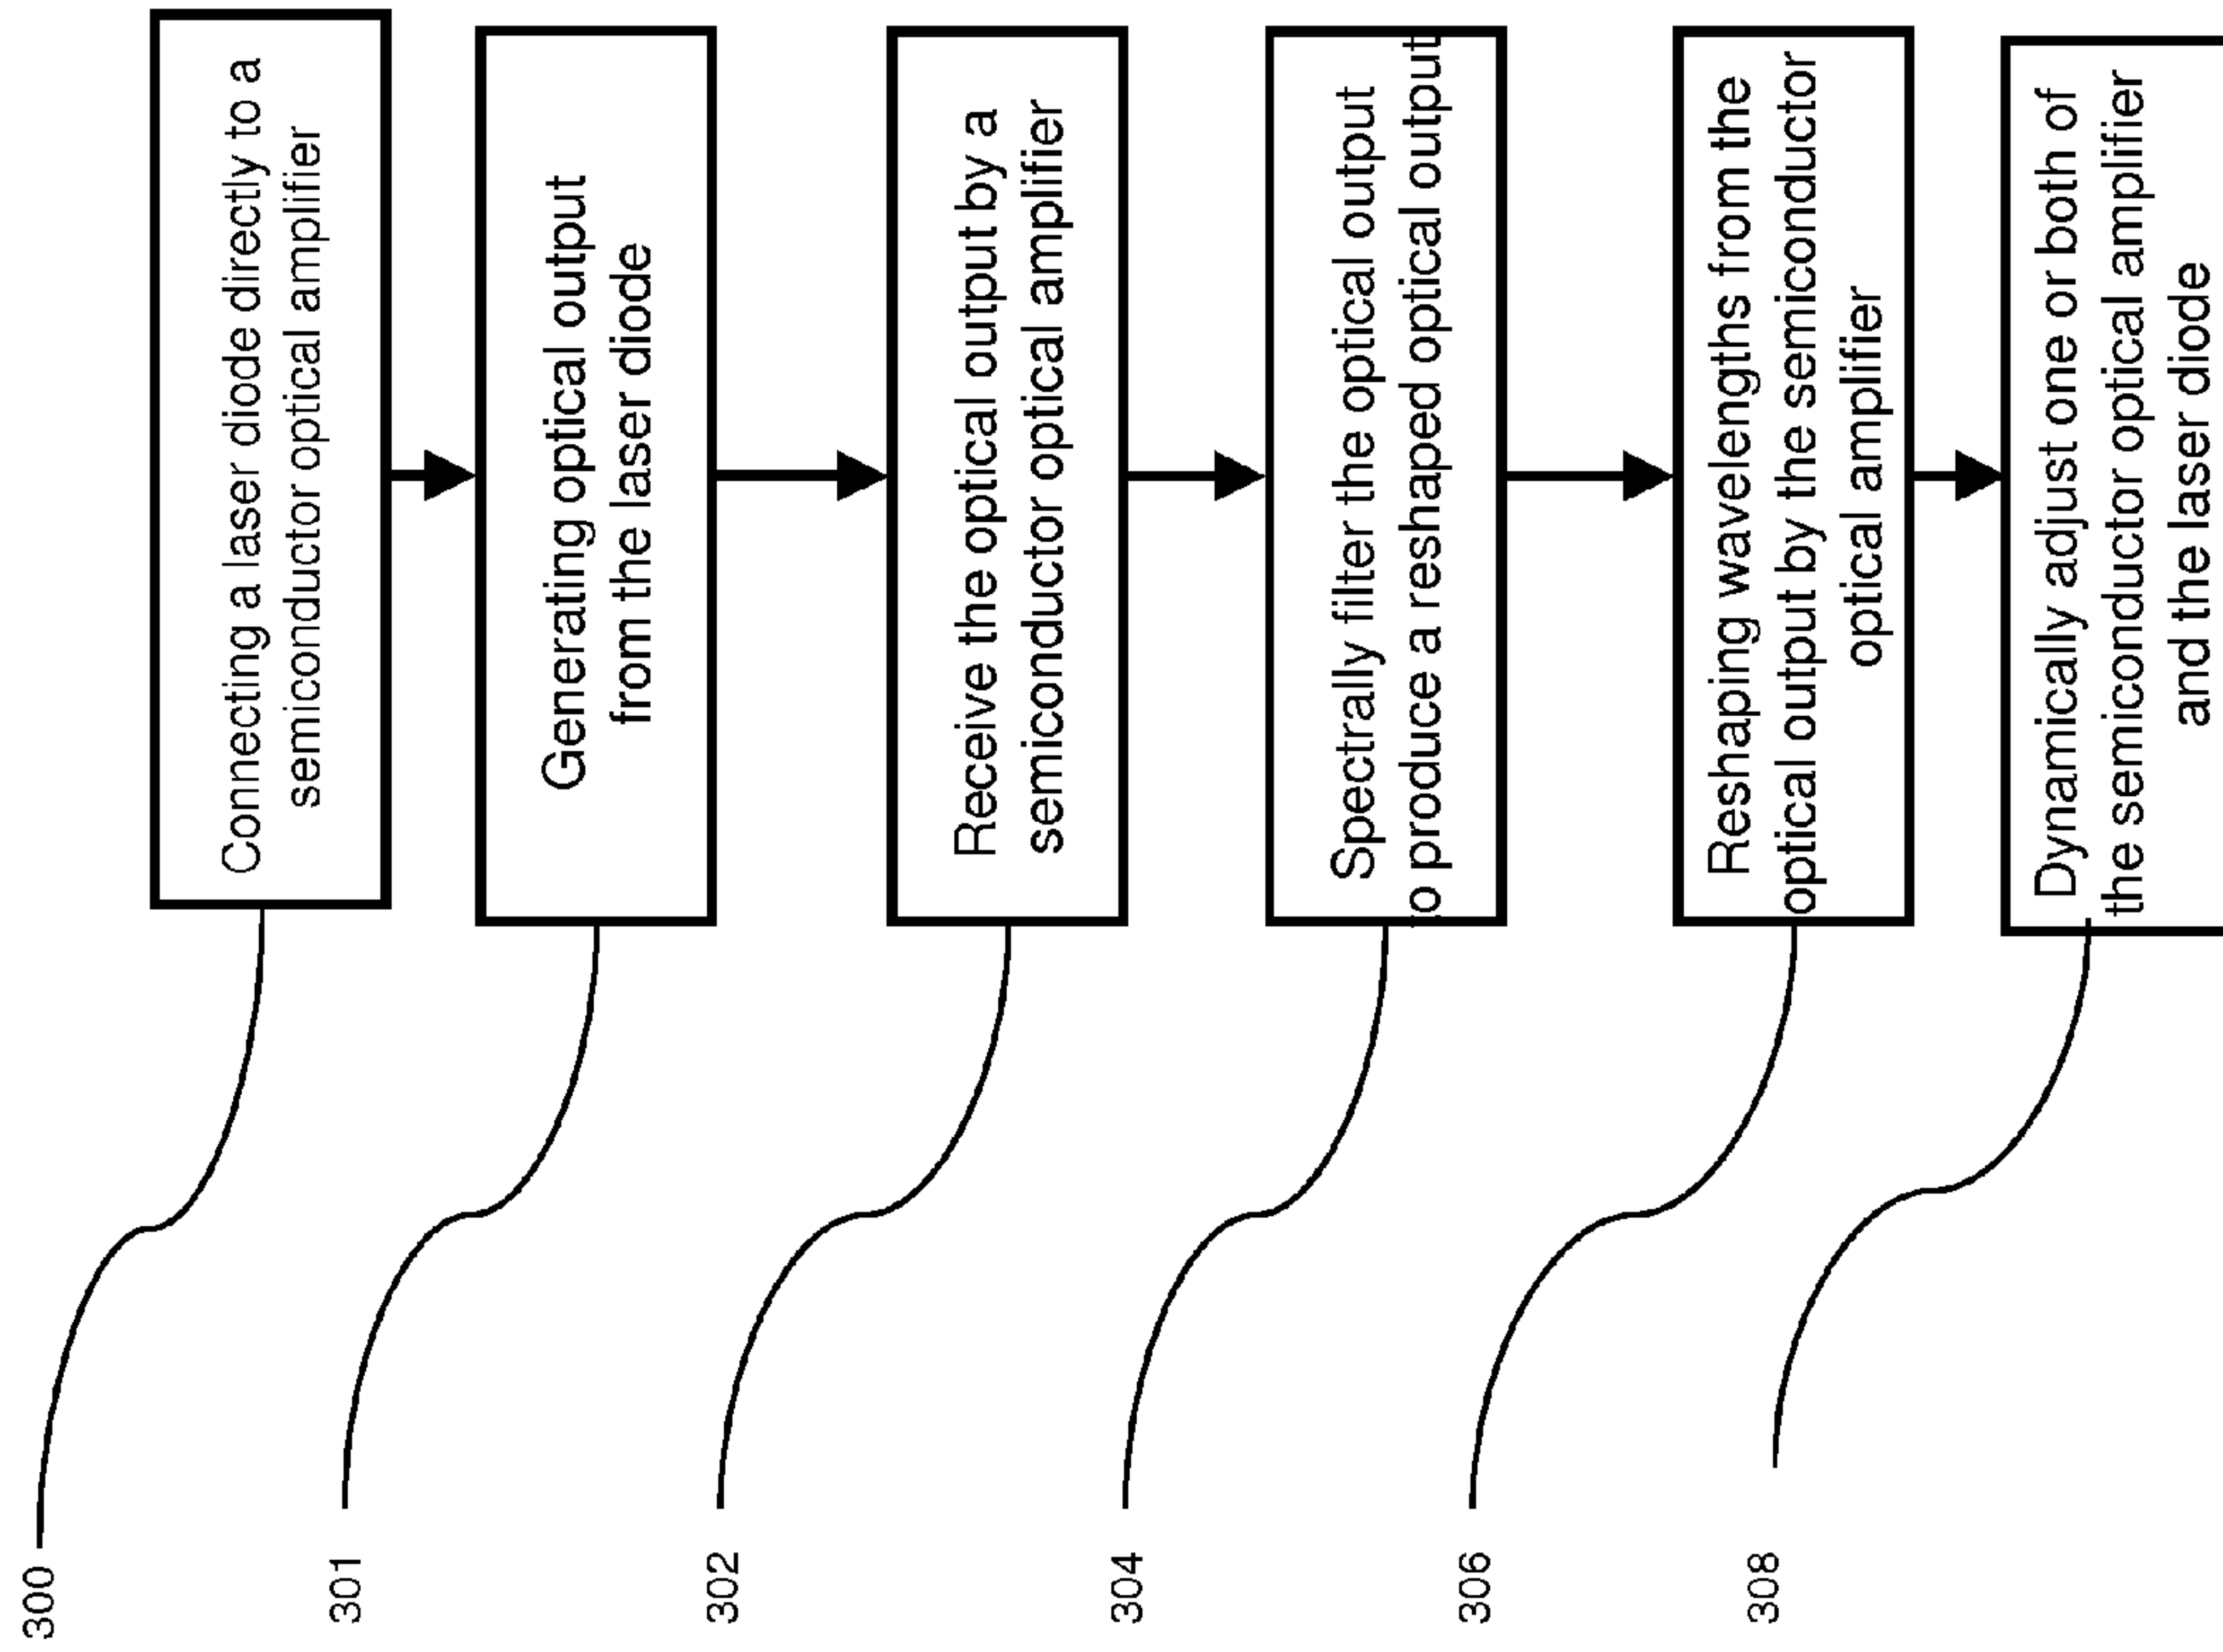 300
Connecting a laser diode directly to a
semiconductor optical amplifier
301
Generating optical output
from the laser diode
302
Receive the optical output by a
semiconductor optical amplifier
304
Spectrally filter the optical output
to produce a reshaped optical output
306
Reshaping wavelengths from the
optical output by the semiconductor
optical amplifier
308
Dynamically adjust one or both of
the semiconductor optical amplifier
and the laser diode